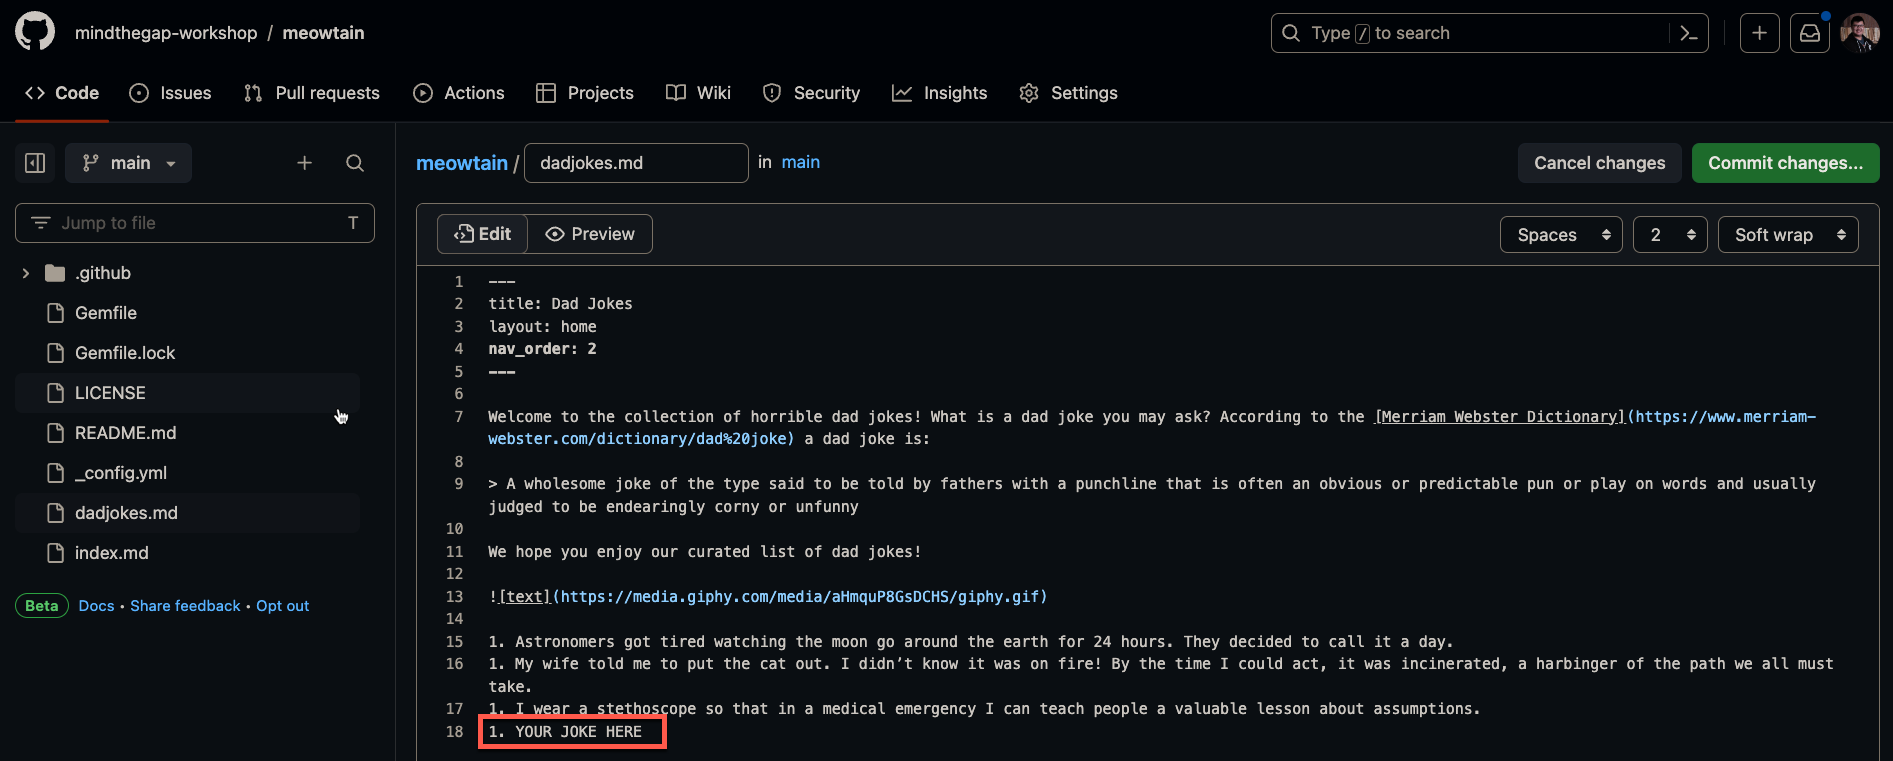 mindthegap-workshop / meowtain
Type / to search
Code Issues Pull requests Actions Projects Wiki Security Insights Settings
main
Jump to file T
.github
Gemfile
Gemfile.lock
LICENSE
README.md
_config.yml
dadjokes.md
index.md
Beta Docs • Share feedback • Opt out
meowtain / dadjokes.md in main
Cancel changes Commit changes...
Edit Preview
Spaces 2 Soft wrap
1 ---
2 title: Dad Jokes
3 layout: home
4 nav_order: 2
5 ---
6
7 Welcome to the collection of horrible dad jokes! What is a dad joke you may ask? According to the [Merriam Webster Dictionary](https://www.merriam-
webster.com/dictionary/dad%20joke) a dad joke is:
8
9 > A wholesome joke of the type said to be told by fathers with a punchline that is often an obvious or predictable pun or play on words and usually
judged to be endearingly corny or unfunny
10
11 We hope you enjoy our curated list of dad jokes!
12
13 ![text](https://media.giphy.com/media/aHmquP8GsDCHS/giphy.gif)
14
15 1. Astronomers got tired watching the moon go around the earth for 24 hours. They decided to call it a day.
16 1. My wife told me to put the cat out. I didn’t know it was on fire! By the time I could act, it was incinerated, a harbinger of the path we all must
take.
17 1. I wear a stethoscope so that in a medical emergency I can teach people a valuable lesson about assumptions.
18 1. YOUR JOKE HERE